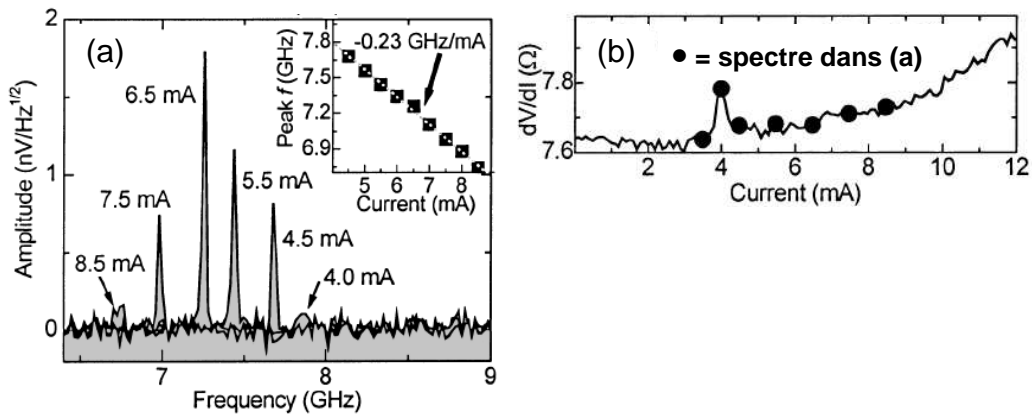 (a)
2
1
0
Amplitude (nV/Hz1/2)
8.5 mA
7.5 mA
6.5 mA
5.5 mA
4.5 mA
4.0 mA
7
8
9
Frequency (GHz)
-0.23 GHz/mA
7.8
7.5
7.2
6.9
Peak f (GHz)
5
6
7
8
Current (mA)
(b)
● = spectre dans (a)
7.8
7.6
dV/dI (Ω)
2
4
6
8
10
12
Current (mA)